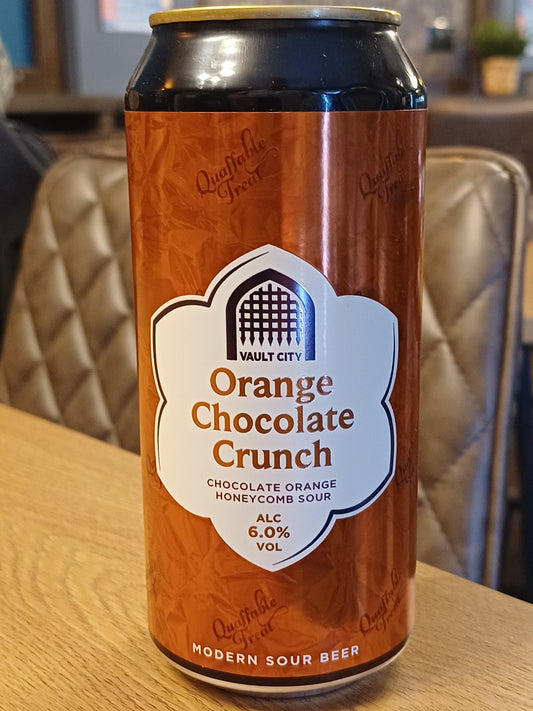 Quaffable
Treat
Quaffable
Treat
VAULT CITY
Orange
Chocolate
Crunch
CHOCOLATE ORANGE
HONEYCOMB SOUR
ALC
6.0%
VOL
Quaffable
Treat
Quaffable
Treat
MODERN SOUR BEER